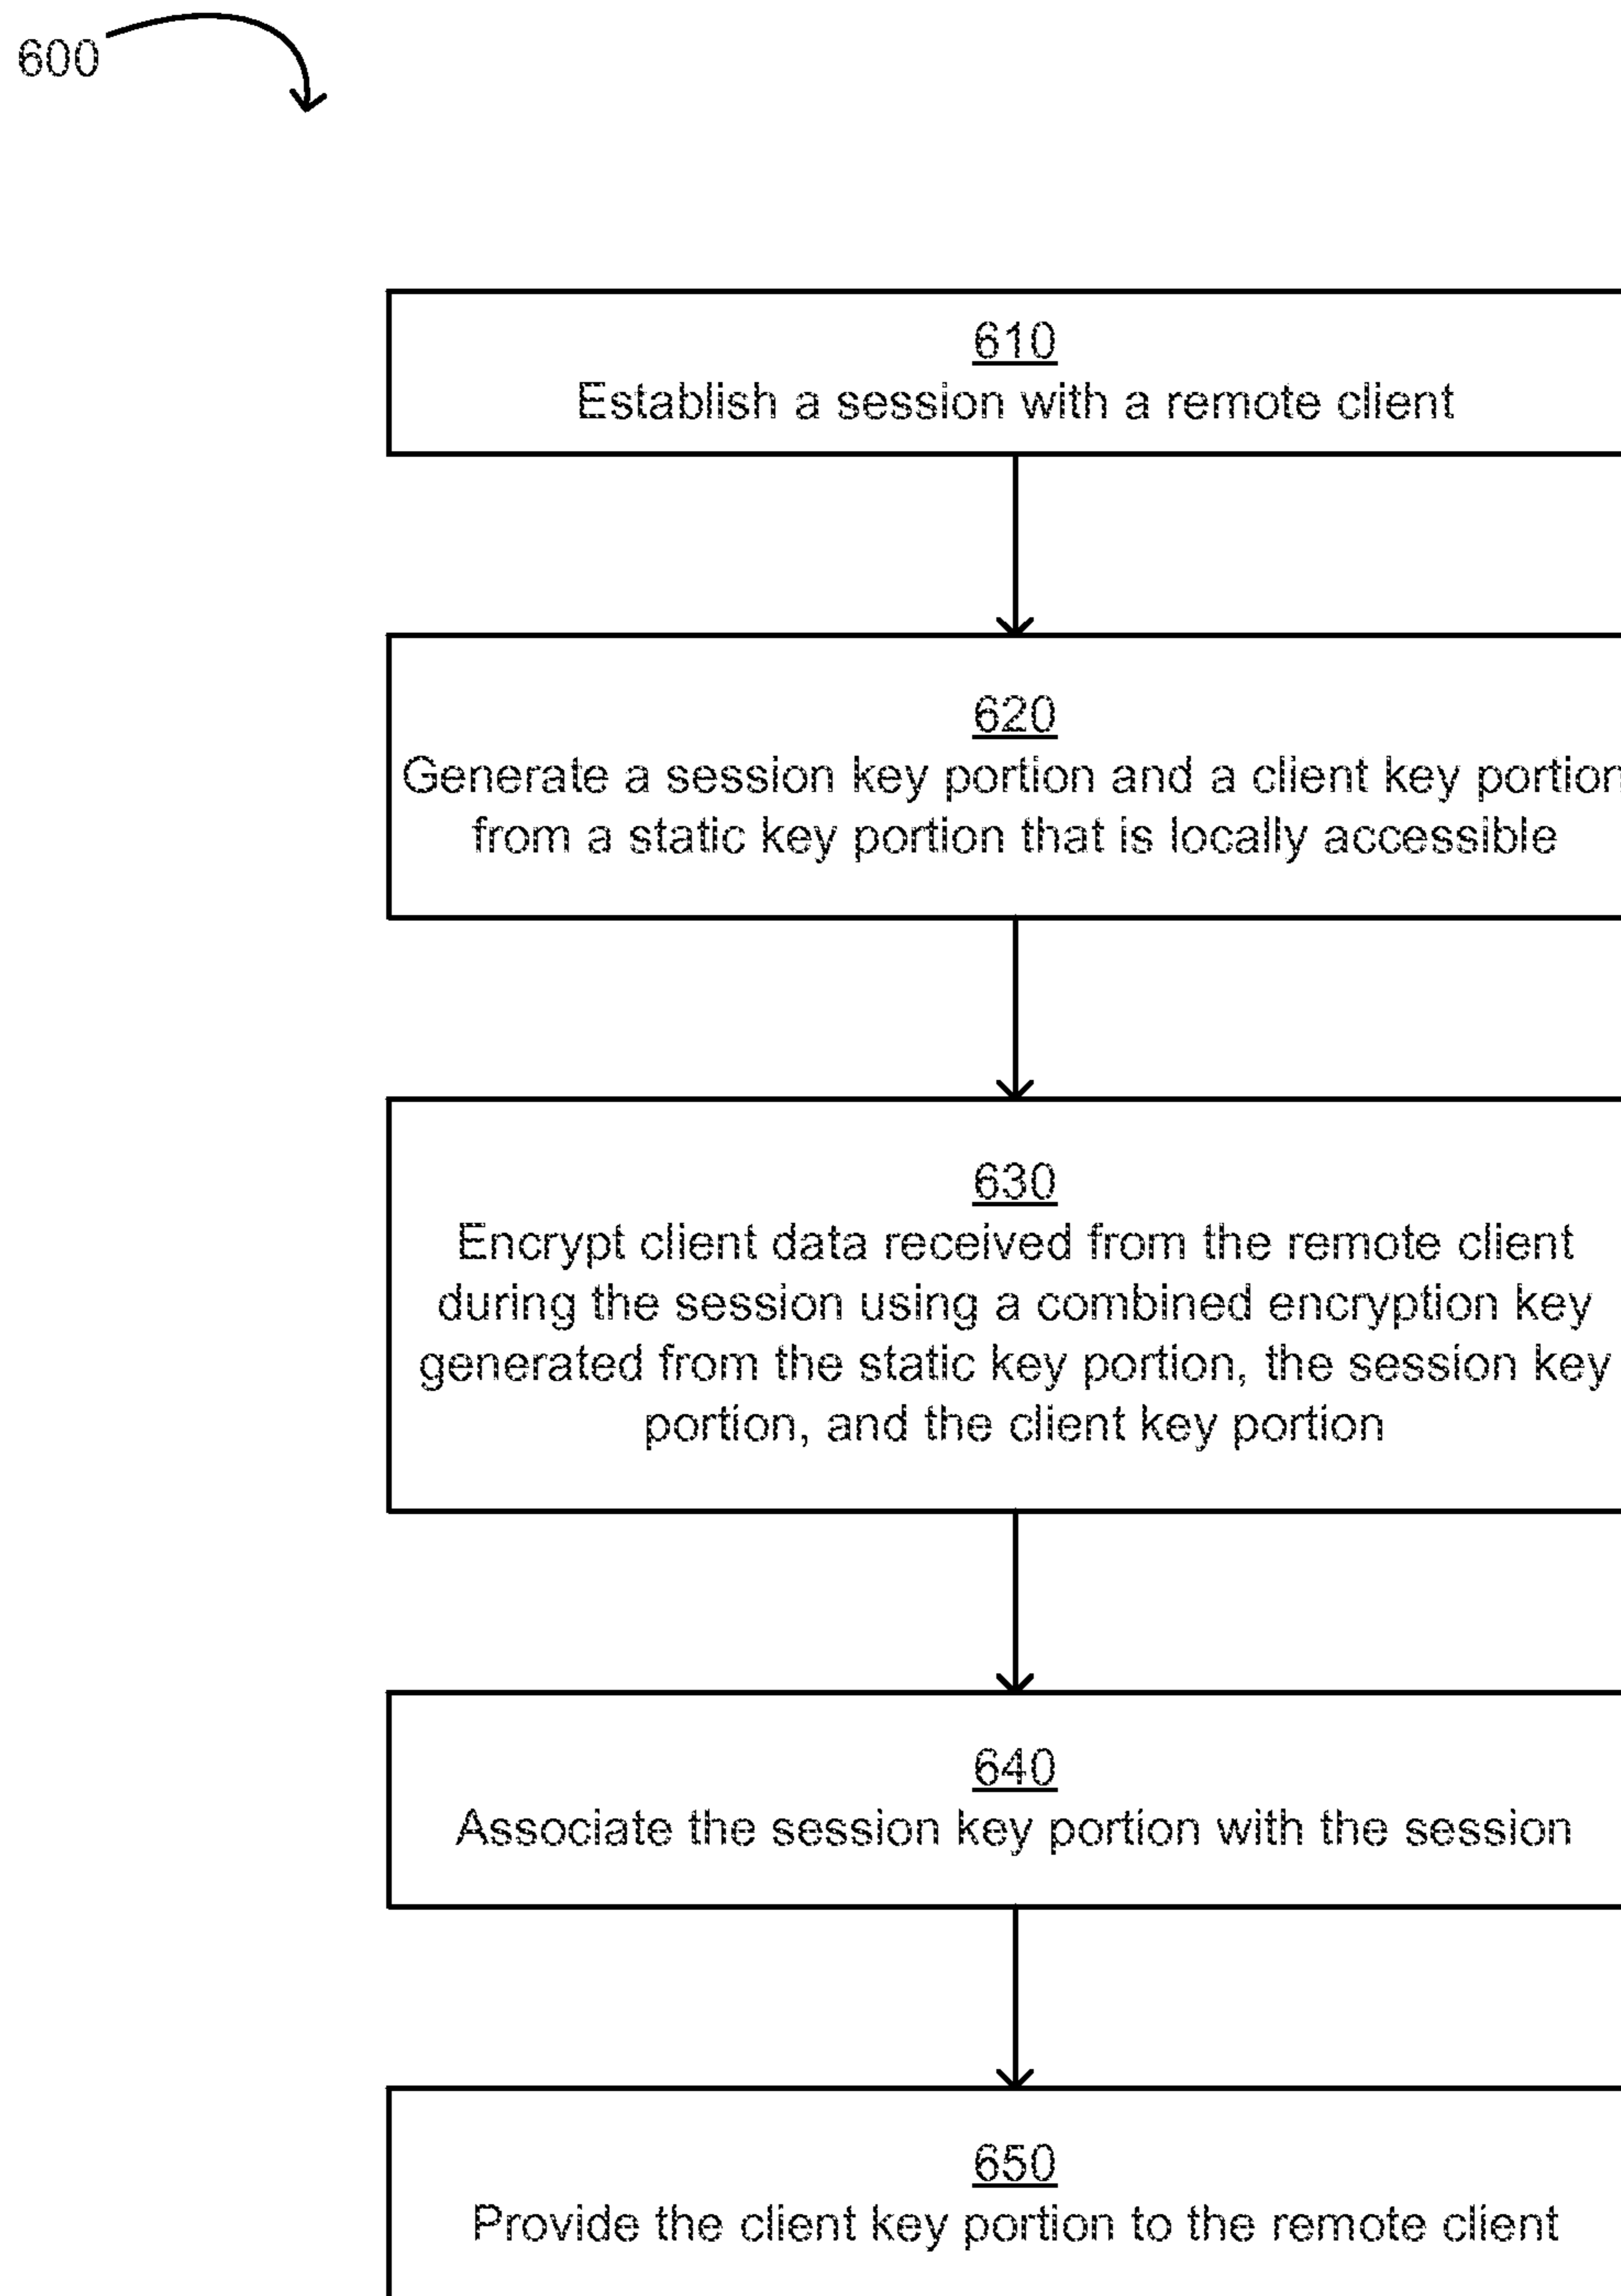 600
610
Establish a session with a remote client
620
Generate a session key portion and a client key portion
from a static key portion that is locally accessible
630
Encrypt client data received from the remote client
during the session using a combined encryption key
generated from the static key portion, the session key
portion, and the client key portion
640
Associate the session key portion with the session
650
Provide the client key portion to the remote client